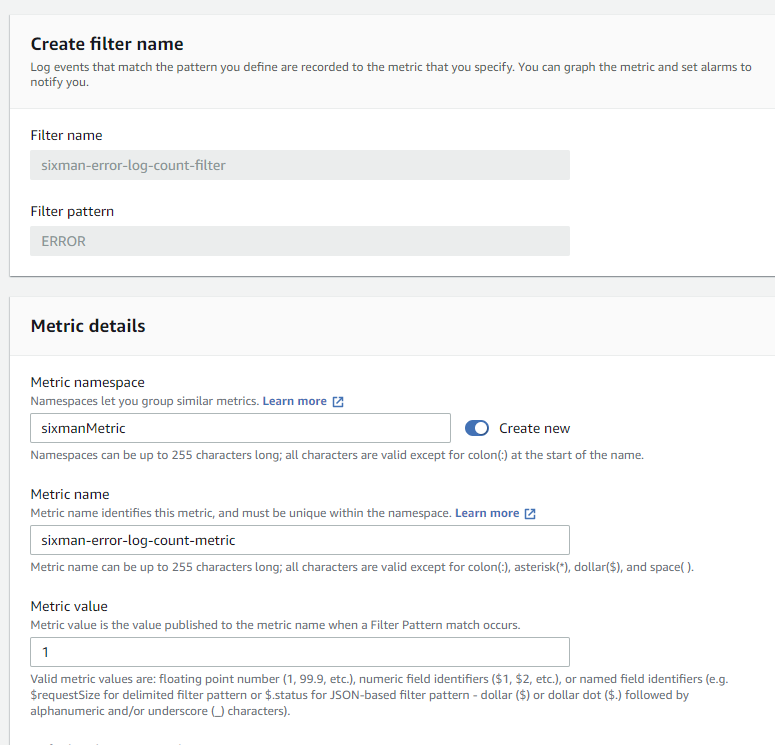 Create filter name
Log events that match the pattern you define are recorded to the metric that you specify. You can graph the metric and set alarms to
notify you.
Filter name
sixman-error-log-count-filter
Filter pattern
ERROR
Metric details
Metric namespace
Namespaces let you group similar metrics. Learn more
sixmanMetric
Create new
Namespaces can be up to 255 characters long; all characters are valid except for colon(:) at the start of the name.
Metric name
Metric name identifies this metric, and must be unique within the namespace. Learn more
sixman-error-log-count-metric
Metric name can be up to 255 characters long; all characters are valid except for colon(:), asterisk(*), dollar($), and space( ).
Metric value
Metric value is the value published to the metric name when a Filter Pattern match occurs.
1
Valid metric values are: floating point number (1, 99.9, etc.), numeric field identifiers ($1, $2, etc.), or named field identifiers (e.g.
$requestSize for delimited filter pattern or $.status for JSON-based filter pattern - dollar ($) or dollar dot ($.) followed by
alphanumeric and/or underscore (_) characters).